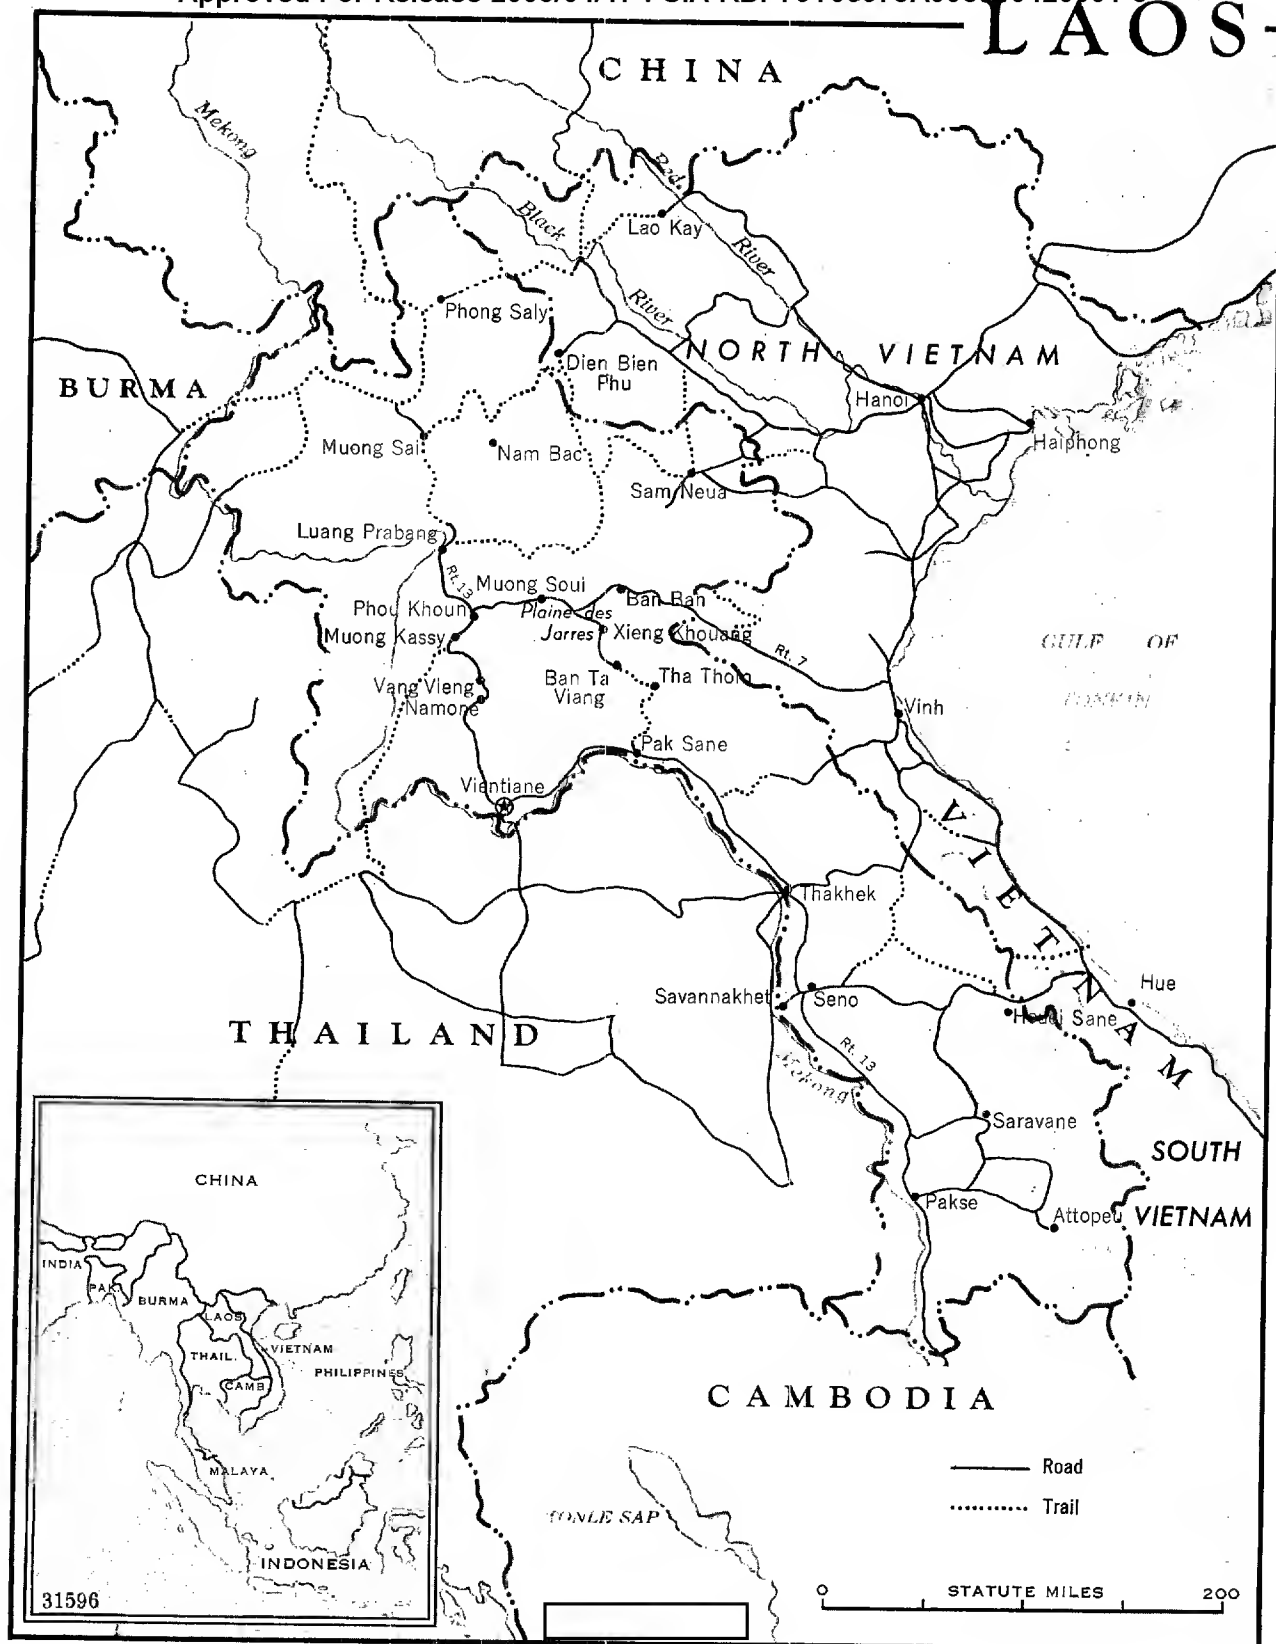 LAOS
CHINA
Mekong
Red
Black
Lao Kay
River
River
Phong Saly
NORTH VIETNAM
Dien Bien
Phu
BURMA
Hanoi
Haiphong
Muong Sai
Nam Bac
Sam Neua
Luang Prabang
Rt. 13
Muong Soui
Ban Ban
Phou Khoun
Plaine des
Jarres
Xieng Khouang
Muong Kassy
GULF OF
TONKIN
Rt. 7
Ban Ta
Viang
Tha Thom
Vang Vieng
Namone
Vinh
Pak Sane
Vientiane
VIETNAM
Thakhek
Savannakhet
Seno
Hue
Houei Sane
THAILAND
Rt. 13
Mekong
Saravane
SOUTH
VIETNAM
Pakse
Attopeu
CHINA
INDIA
PAK.
BURMA
LAOS
THAIL.
VIETNAM
CAMB.
PHILIPPINES
MALAYA
INDONESIA
31596
CAMBODIA
Road
Trail
TONLE SAP
0 STATUTE MILES 200